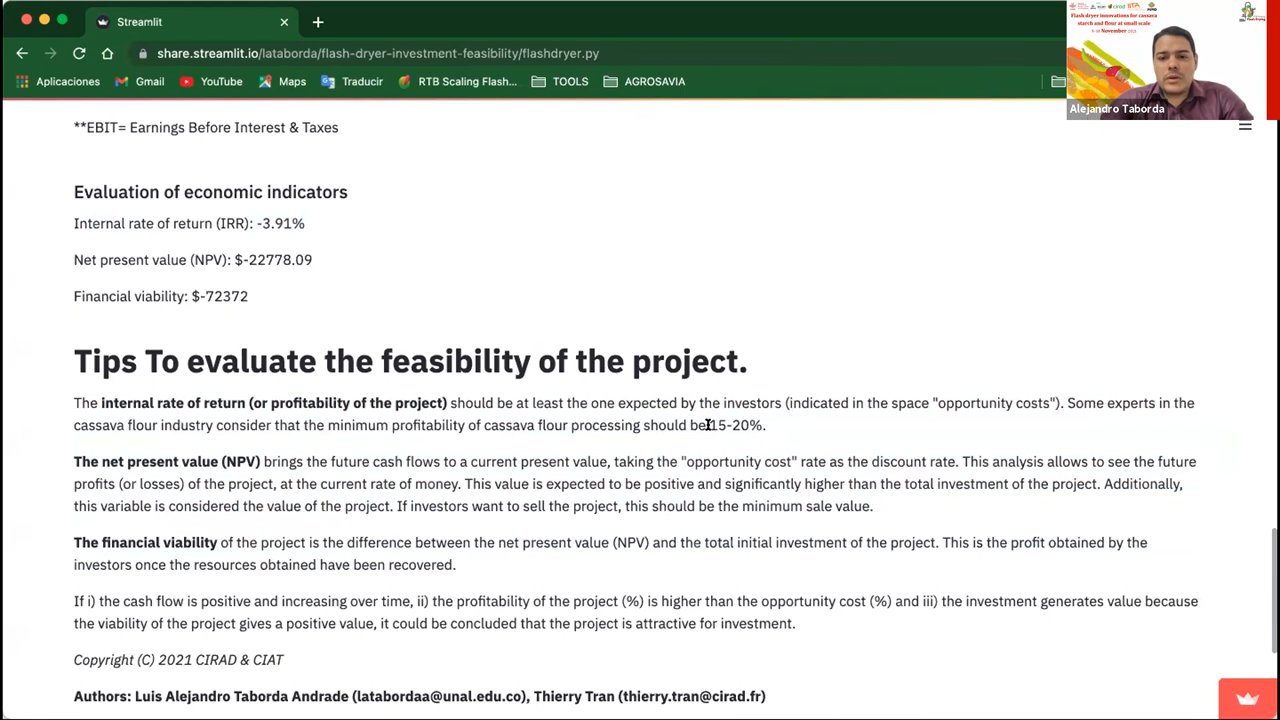 Streamlit
share.streamlit.io/lataborda/flash-dryer_feasibility/flashdryer.py
Aplicaciones
Gmail
YouTube
Maps
BSB Simple Flash...
TOOLS
AGROSAVIA
Flash dryer innovations for cassava
starch and flour at small scale
Alejandro Taborda
**EBIT= Earnings Before Interest & Taxes
Evaluation of economic indicators
Internal rate of return (IRR): -3.91%
Net present value (NPV): $-22778.09
Financial viability: $-72372
Tips To evaluate the feasibility of the project.
The internal rate of return (or profitability of the project) should be at least the one expected by the investors (indicated in the space "opportunity costs"). Some experts in the
cassava flour industry consider that the minimum profitability of cassava flour processing should be 15-20%.
The net present value (NPV) brings the future cash flows to a current present value, taking the "opportunity cost" rate as the discount rate. This analysis allows to see the future
profits (or losses) of the project, at the current rate of money. This value is expected to be positive and significantly higher than the total investment of the project. Additionally,
this variable is considered the value of the project. If investors want to sell the project, this should be the minimum sale value.
The financial viability of the project is the difference between the net present value (NPV) and the total initial investment of the project. This is the profit obtained by the
investors once the resources obtained have been recovered.
If i) the cash flow is positive and increasing over time, ii) the profitability of the project (%) is higher than the opportunity cost (%) and iii) the investment generates value because
the viability of the project gives a positive value, it could be concluded that the project is attractive for investment.
Copyright (C) 2021 CIRAD & CIAT
Authors: Luis Alejandro Taborda Andrade (latabordaa@unal.edu.co), Thierry Tran (thierry.tran@cirad.fr)